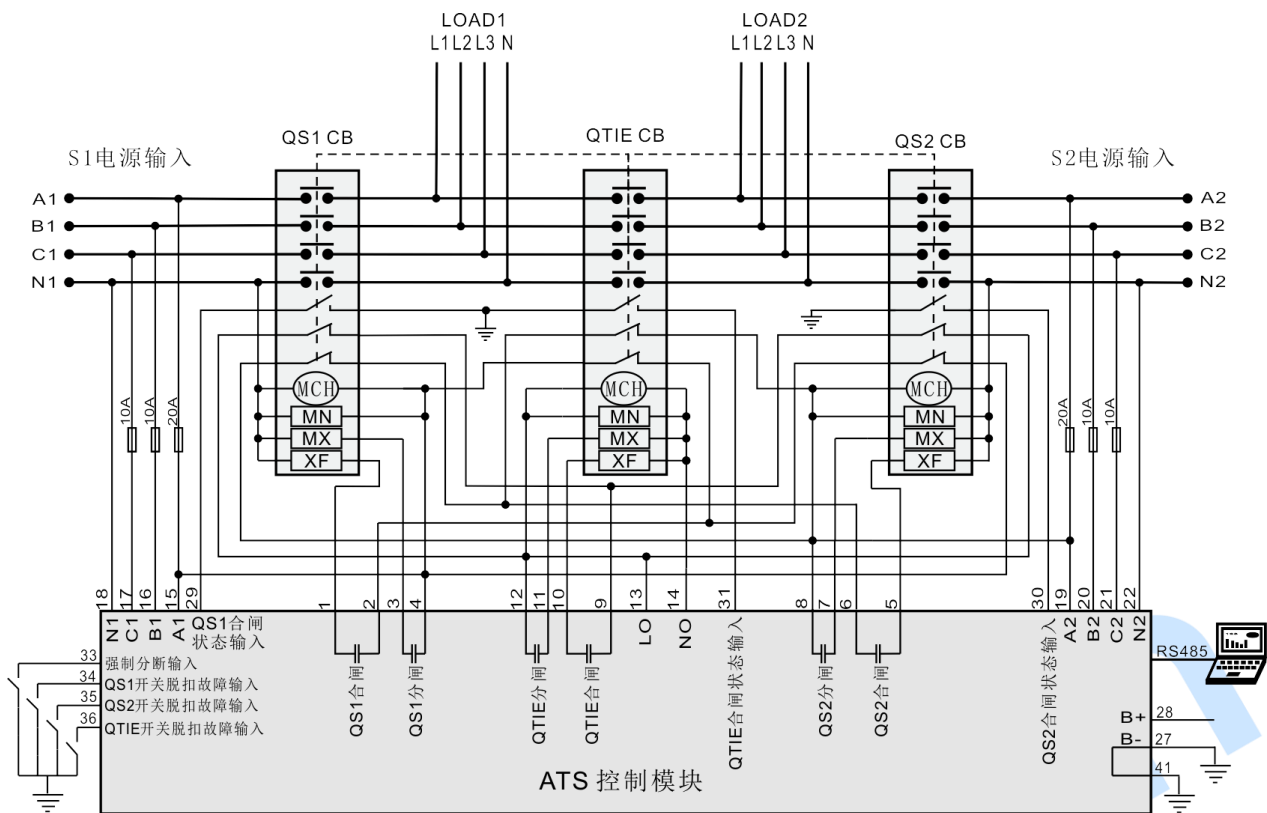 LOAD1
L1 L2 L3 N
LOAD2
L1 L2 L3 N
QS1 CB
QTIE CB
QS2 CB
S1电源输入
S2电源输入
A1
B1
C1
N1
A2
B2
C2
N2
MCH
MN
MX
XF
MCH
MN
MX
XF
MCH
MN
MX
XF
10A
10A
20A
20A
10A
10A
18
17
16
15
29
1
2
3
4
12
11
10
9
13
14
31
8
7
6
5
30
19
20
21
22
N1
C1
B1
A1
QS1合闸
状态输入
LO
NO
A2
B2
C2
N2
QS1合闸
QS1分闸
QTIE分闸
QTIE合闸
QTIE合闸状态输入
QS2分闸
QS2合闸
QS2合闸状态输入
33 强制分断输入
34 QS1开关脱扣故障输入
35 QS2开关脱扣故障输入
36 QTIE开关脱扣故障输入
RS485
B+ 28
B- 27
41
ATS 控制模块